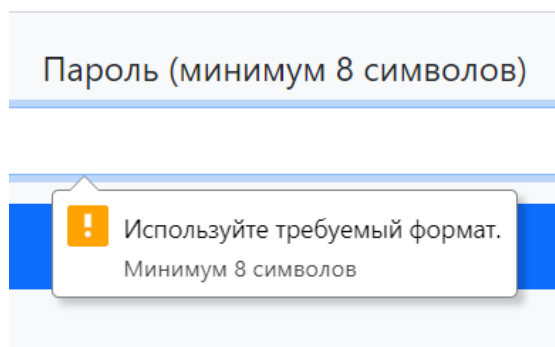 Пароль (минимум 8 символов)
Используйте требуемый формат.
Минимум 8 символов